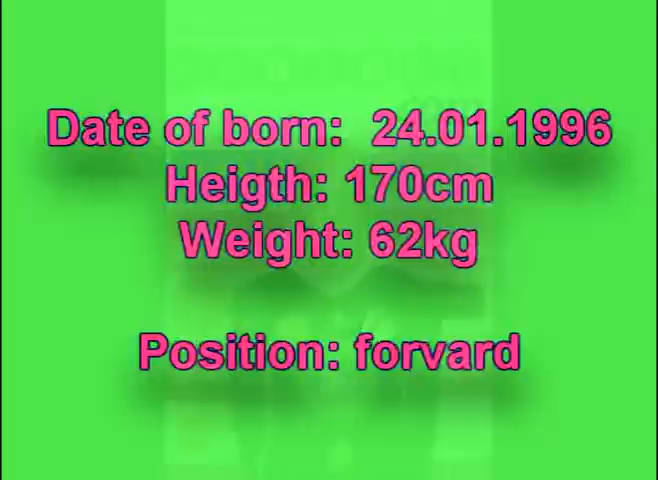 Date of born: 24.01.1996
Heigth: 170cm
Weight: 62kg
Position: forvard